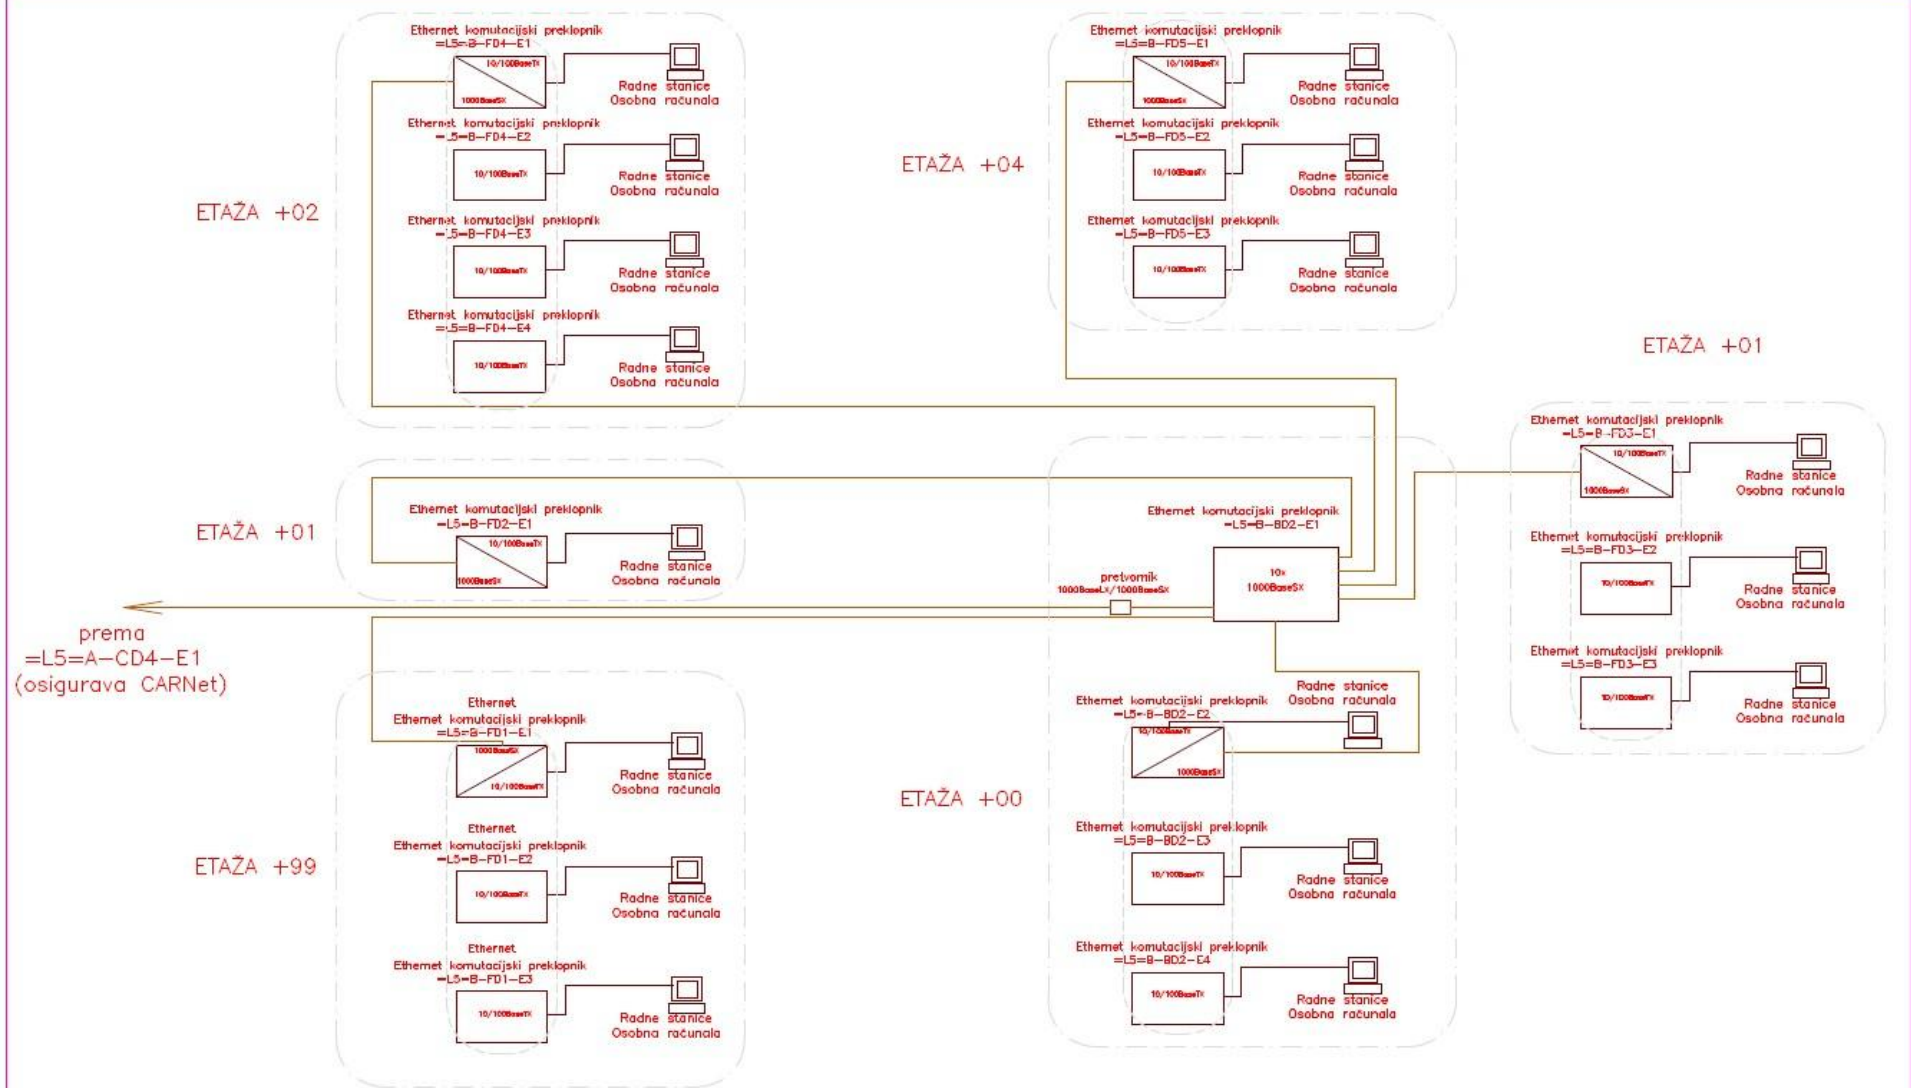 Ethernet komutacijski preklopnik
=L5=B-FD4-E1
10/100BaseTX
1000BaseSX
Radne stanice
Osobna računala
Ethernet komutacijski preklopnik
=L5=B-FD4-E2
10/100BaseTX
Radne stanice
Osobna računala
ETAŽA +02
Ethernet komutacijski preklopnik
=L5=B-FD4-E3
10/100BaseTX
Radne stanice
Osobna računala
Ethernet komutacijski preklopnik
=L5=B-FD4-E4
10/100BaseTX
Radne stanice
Osobna računala
Ethernet komutacijski preklopnik
=L5=B-FD5-E1
10/100BaseTX
1000BaseSX
Radne stanice
Osobna računala
Ethernet komutacijski preklopnik
=L5=B-FD5-E2
ETAŽA +04
10/100BaseTX
Radne stanice
Osobna računala
Ethernet komutacijski preklopnik
=L5=B-FD5-E3
10/100BaseTX
Radne stanice
Osobna računala
ETAŽA +01
Ethernet komutacijski preklopnik
=L5=B-FD3-E1
10/100BaseTX
1000BaseSX
Radne stanice
Osobna računala
Ethernet komutacijski preklopnik
=L5=B-FD3-E2
10/100BaseTX
Radne stanice
Osobna računala
Ethernet komutacijski preklopnik
=L5=B-FD3-E3
10/100BaseTX
Radne stanice
Osobna računala
ETAŽA +01
Ethernet komutacijski preklopnik
=L5=B-FD2-E1
10/100BaseTX
1000BaseSX
Radne stanice
Osobna računala
Ethernet komutacijski preklopnik
=L5=B-BD2-E1
10x
1000BaseSX
pretvornik
1000BaseLX/1000BaseSX
prema
=L5=A-CD4-E1
(osigurava CARNet)
Ethernet
Ethernet komutacijski preklopnik
=L5=B-FD1-E1
1000BaseSX
10/100BaseTX
Radne stanice
Osobna računala
ETAŽA +99
Ethernet
Ethernet komutacijski preklopnik
=L5=B-FD1-E2
10/100BaseTX
Radne stanice
Osobna računala
Ethernet
Ethernet komutacijski preklopnik
=L5=B-FD1-E3
10/100BaseTX
Radne stanice
Osobna računala
Radne stanice
Osobna računala
Ethernet komutacijski preklopnik
=L5=B-BD2-E2
10/100BaseTX
1000BaseSX
ETAŽA +00
Ethernet komutacijski preklopnik
=L5=B-BD2-E3
10/100BaseTX
Radne stanice
Osobna računala
Ethernet komutacijski preklopnik
=L5=B-BD2-E4
10/100BaseTX
Radne stanice
Osobna računala